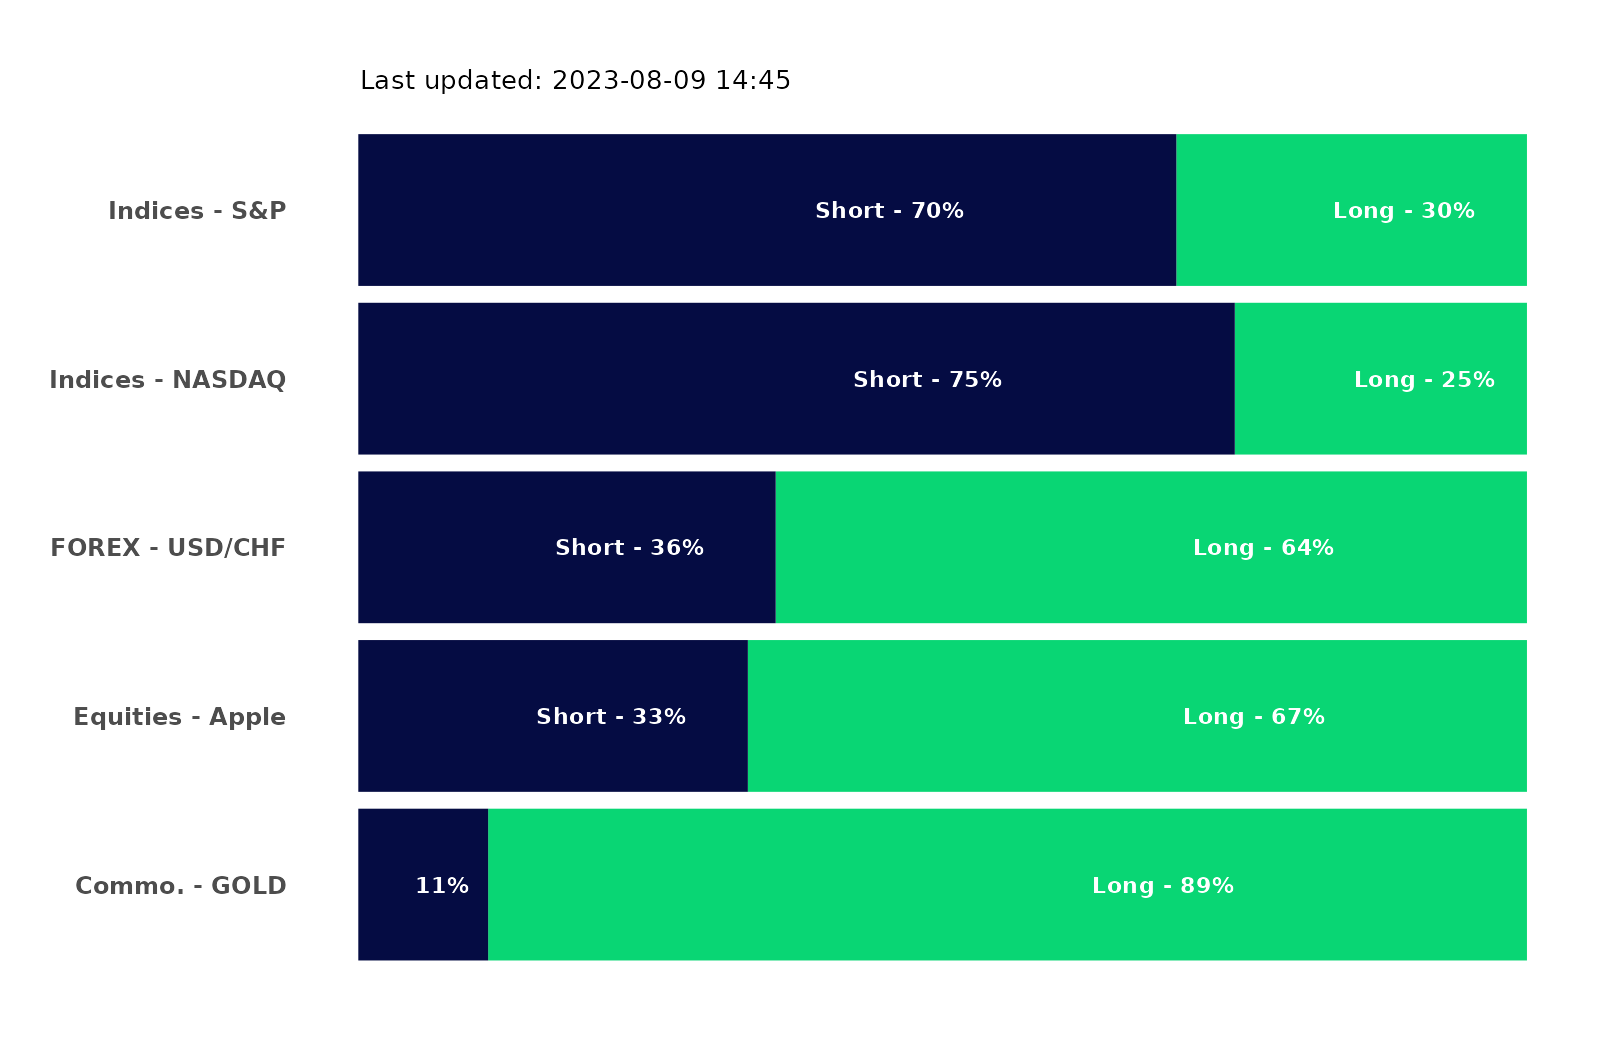 Last updated: 2023-08-09 14:45
Indices - S&P Short - 70% Long - 30%
Indices - NASDAQ Short - 75% Long - 25%
FOREX - USD/CHF Short - 36% Long - 64%
Equities - Apple Short - 33% Long - 67%
Commo. - GOLD 11% Long - 89%